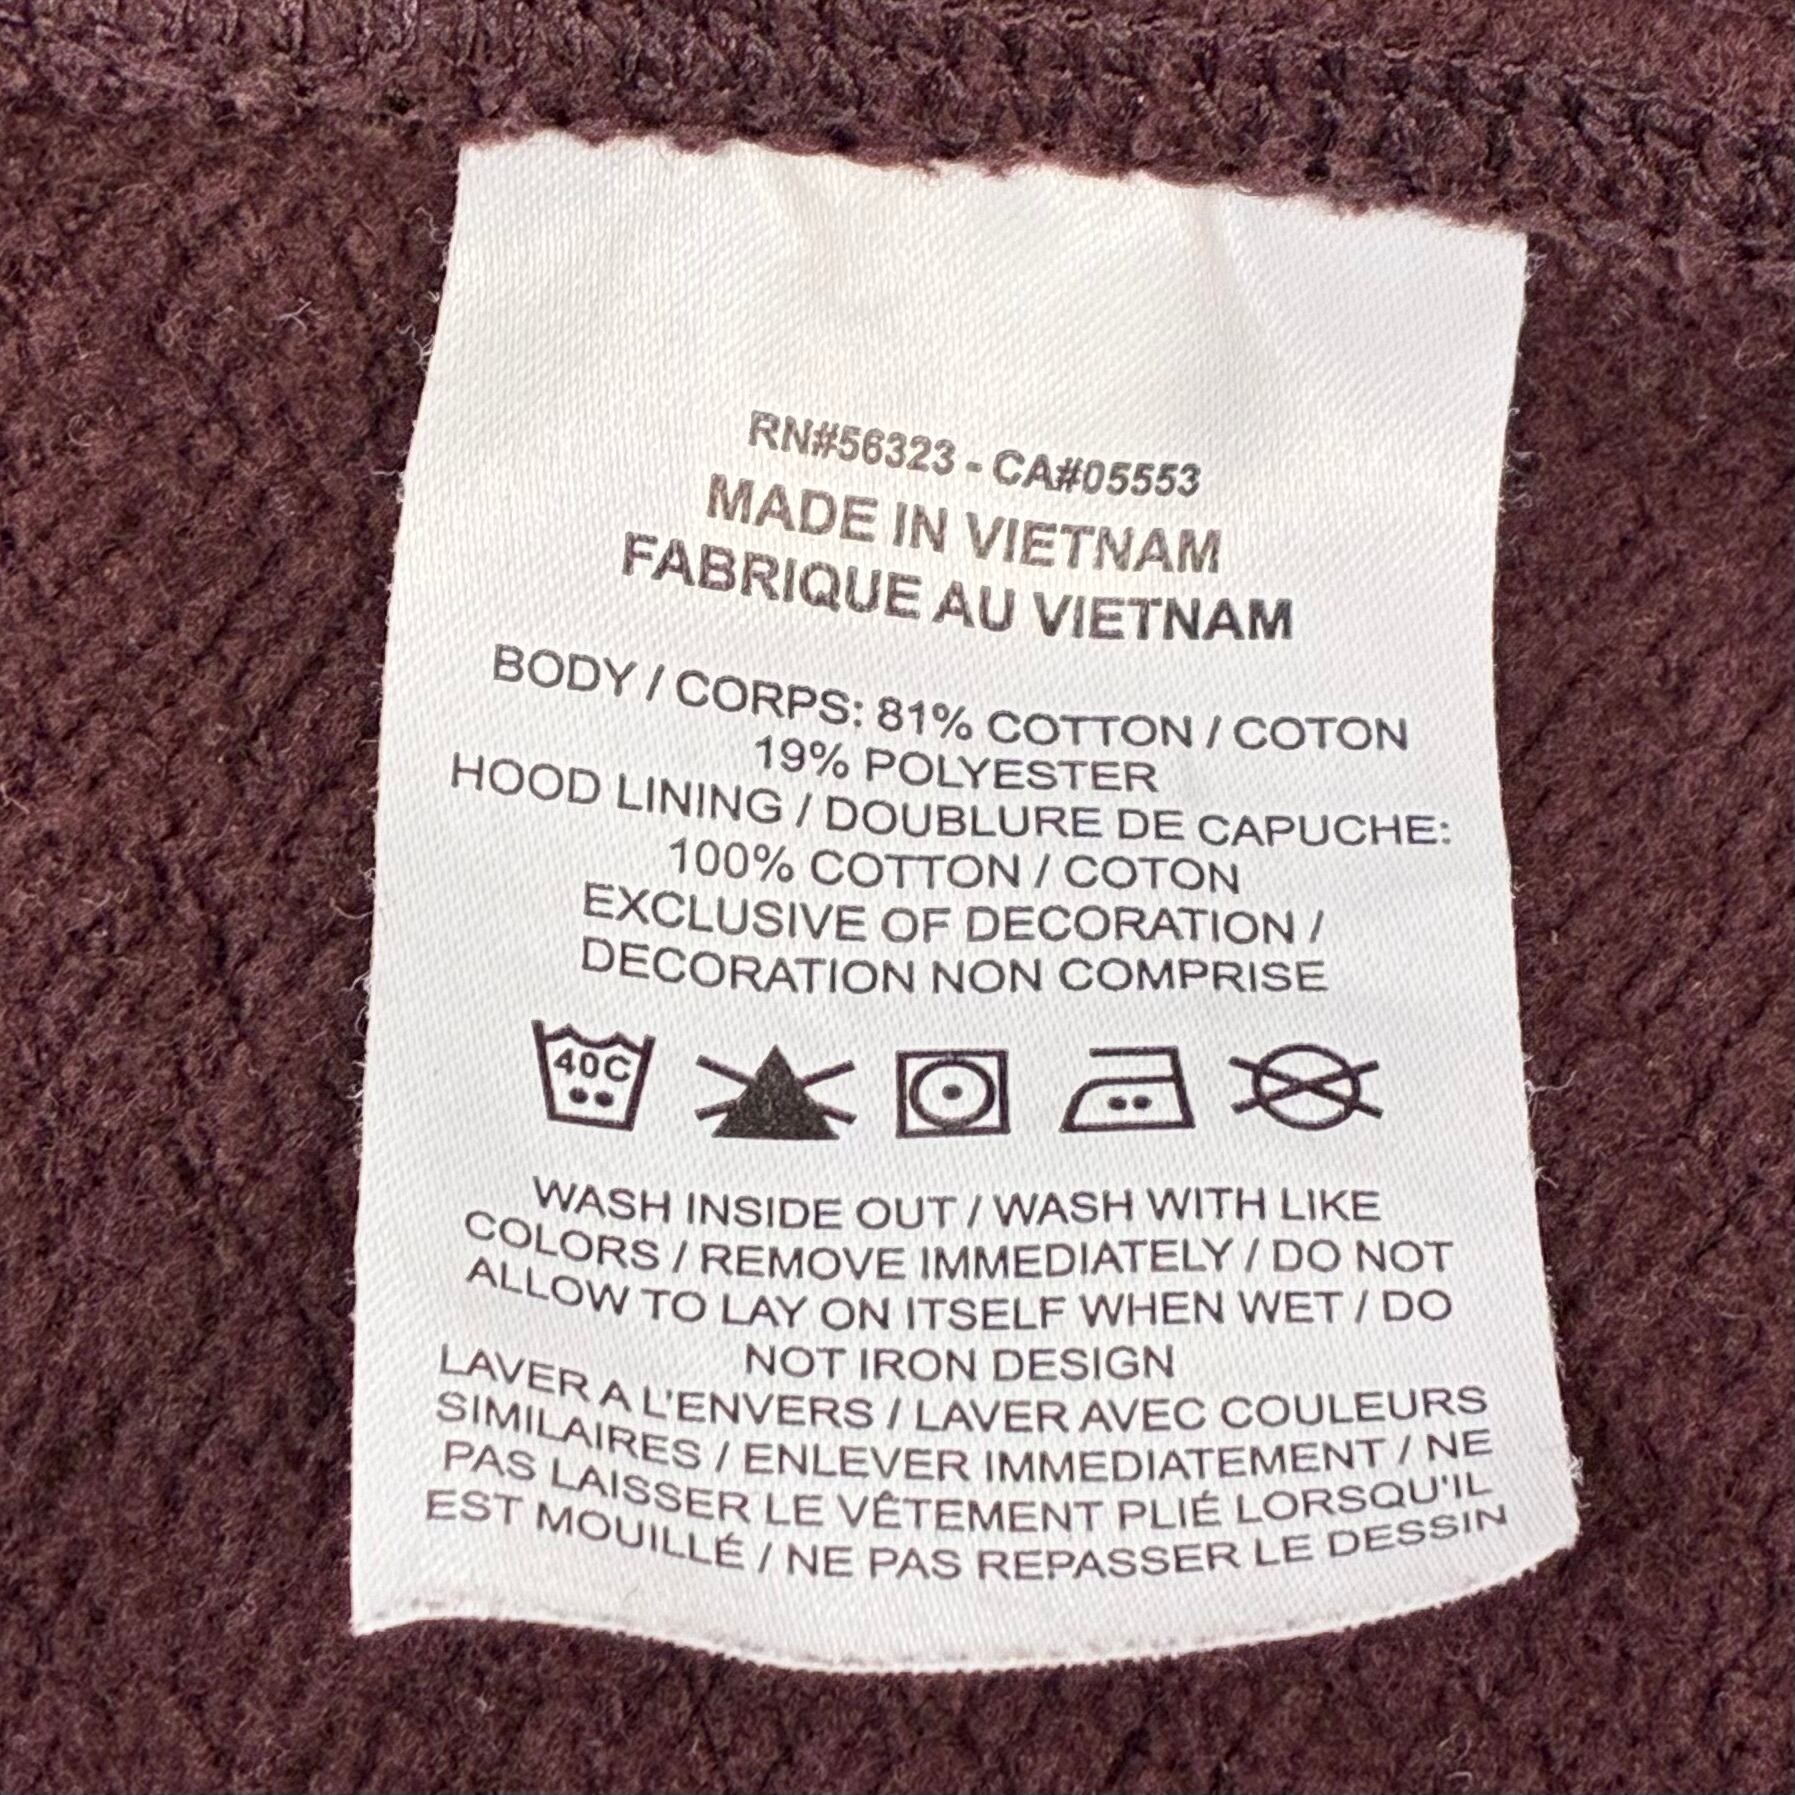 RN#56323 - CA#05553
MADE IN VIETNAM
FABRIQUE AU VIETNAM
BODY / CORPS: 81% COTTON / COTON
19% POLYESTER
HOOD LINING / DOUBLURE DE CAPUCHE:
100% COTTON / COTON
EXCLUSIVE OF DECORATION /
DECORATION NON COMPRISE
40C
WASH INSIDE OUT / WASH WITH LIKE
COLORS / REMOVE IMMEDIATELY / DO NOT
ALLOW TO LAY ON ITSELF WHEN WET / DO
NOT IRON DESIGN
LAVER A L'ENVERS / LAVER AVEC COULEURS
SIMILAIRES / ENLEVER IMMEDIATEMENT / NE
PAS LAISSER LE VÊTEMENT PLIÉ LORSQU'IL
EST MOUILLÉ / NE PAS REPASSER LE DESSIN